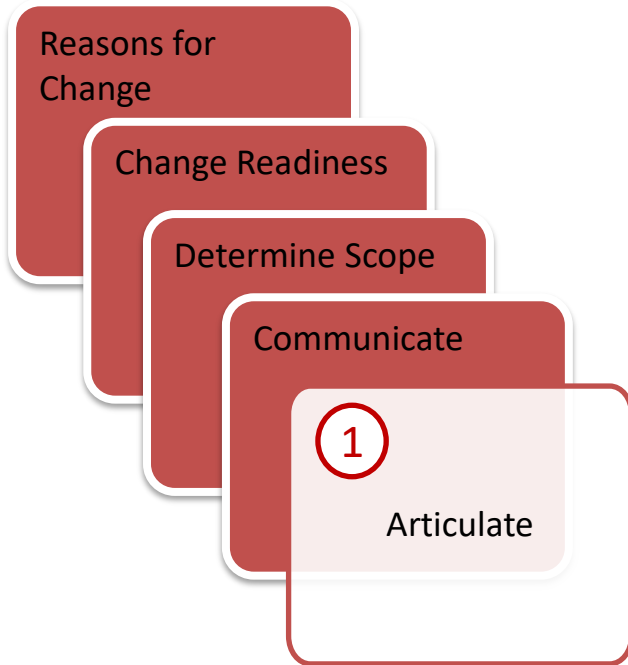 Reasons for
Change
Change Readiness
Determine Scope
Communicate
1
Articulate